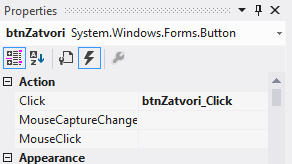 Properties
btnZatvori System.Windows.Forms.Button
Action
Click btnZatvori_Click
MouseCaptureChange
MouseClick
Appearance